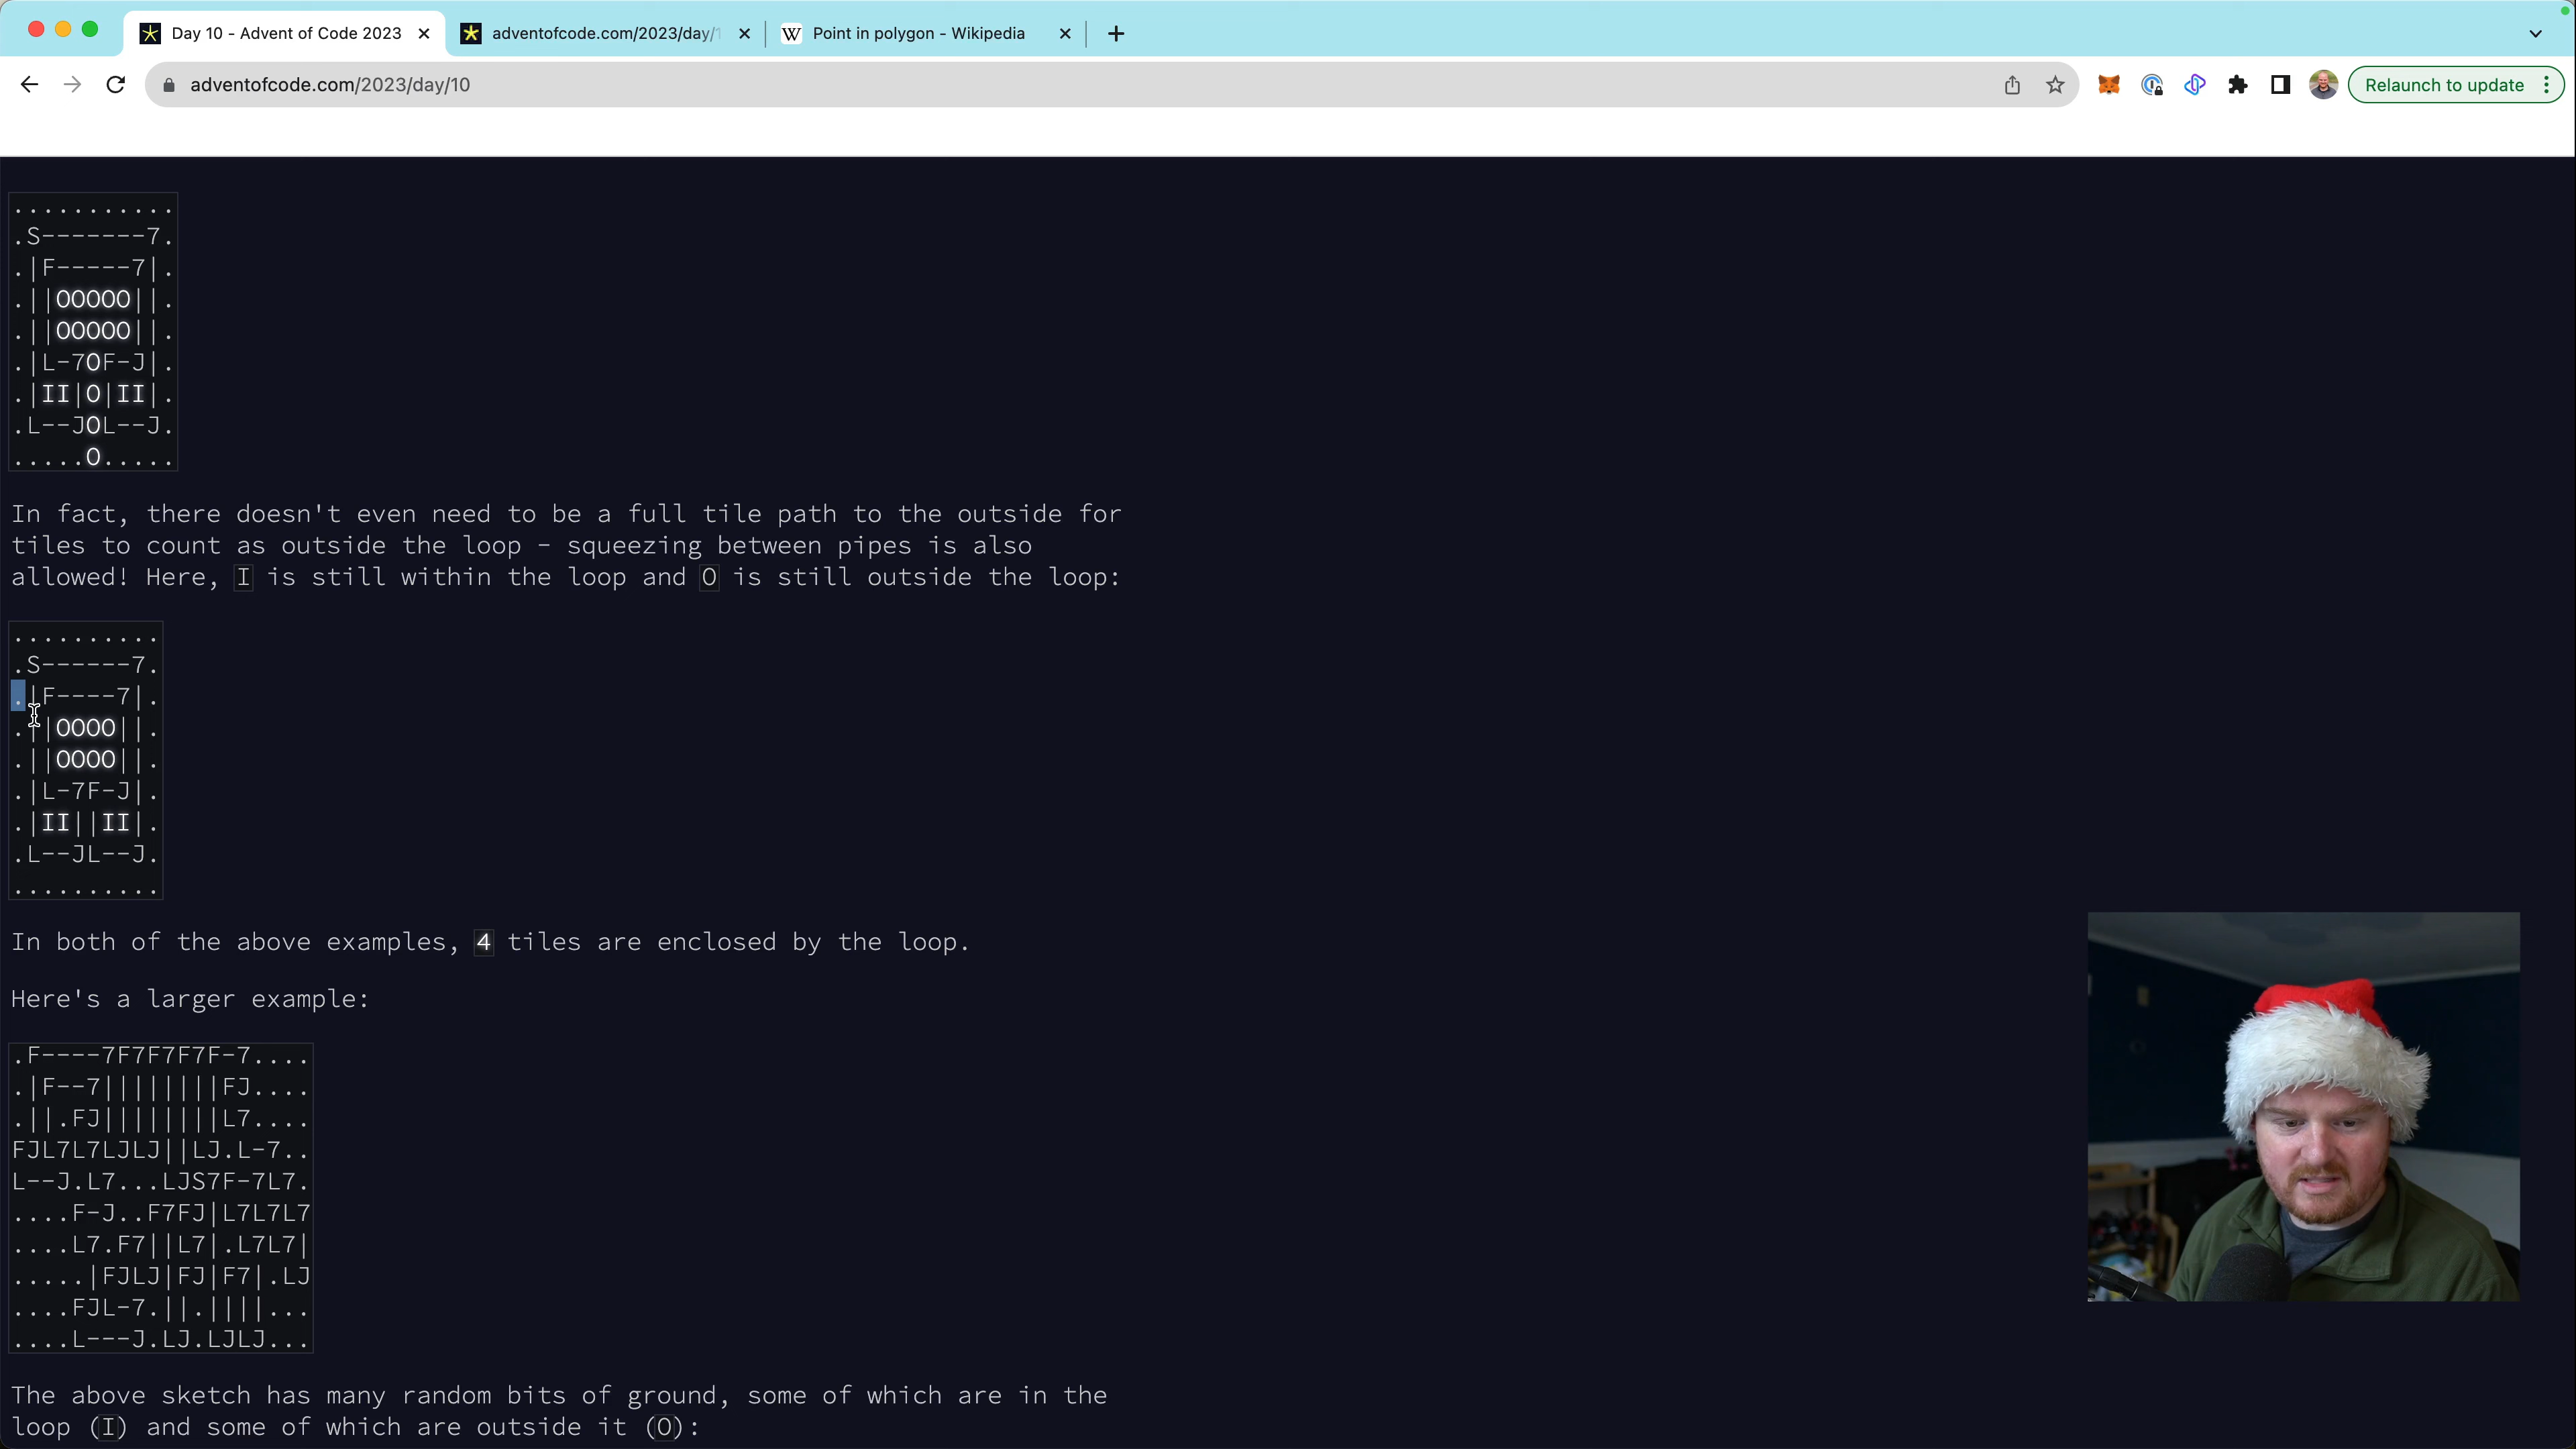 Day 10 - Advent of Code 2023
adventofcode.com/2023/day/1
W Point in polygon - Wikipedia
adventofcode.com/2023/day/10
Relaunch to update
...........
.S-------7.
.|F-----7|.
.||OOOOO||.
.||OOOOO||.
.|L-7OF-J|.
.|II|O|II|.
.L--JOL--J.
.....O.....
In fact, there doesn't even need to be a full tile path to the outside for
tiles to count as outside the loop - squeezing between pipes is also
allowed! Here, I is still within the loop and O is still outside the loop:
..........
.S------7.
.|F----7|.
.||OOOO||.
.||OOOO||.
.|L-7F-J|.
.|II||II|.
.L--JL--J.
..........
In both of the above examples, 4 tiles are enclosed by the loop.
Here's a larger example:
.F----7F7F7F7F-7....
.|F--7||||||||FJ....
.||.FJ||||||||L7....
FJL7L7LJLJ||LJ.L-7..
L--J.L7...LJS7F-7L7.
....F-J..F7FJ|L7L7L7
....L7.F7||L7|.L7L7|
.....|FJLJ|FJ|F7|.LJ
....FJL-7.||.||||...
....L---J.LJ.LJLJ...
The above sketch has many random bits of ground, some of which are in the
loop (I) and some of which are outside it (O):